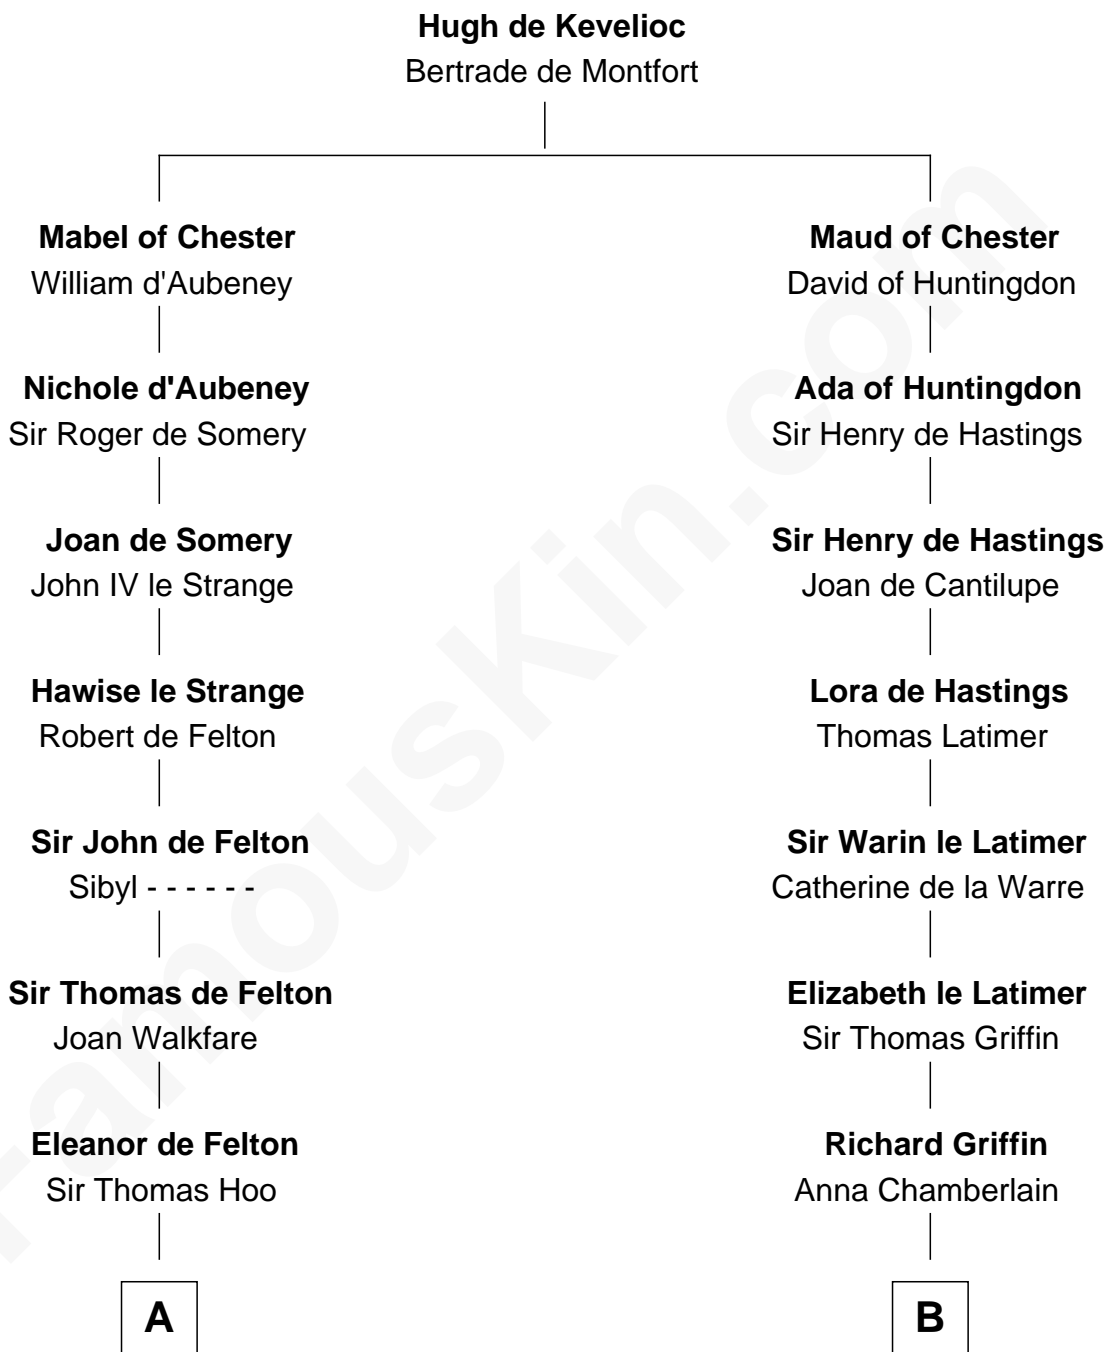 Hugh de Kevelioc
Bertrade de Montfort
Mabel of Chester
William d'Aubeney
Maud of Chester
David of Huntingdon
Nichole d'Aubeney
Sir Roger de Somery
Ada of Huntingdon
Sir Henry de Hastings
Joan de Somery
John IV le Strange
Sir Henry de Hastings
Joan de Cantilupe
Hawise le Strange
Robert de Felton
Lora de Hastings
Thomas Latimer
Sir John de Felton
Sibyl - - - - - -
Sir Warin le Latimer
Catherine de la Warre
Sir Thomas de Felton
Joan Walkfare
Elizabeth le Latimer
Sir Thomas Griffin
Eleanor de Felton
Sir Thomas Hoo
Richard Griffin
Anna Chamberlain
A
B
FamousKin.com